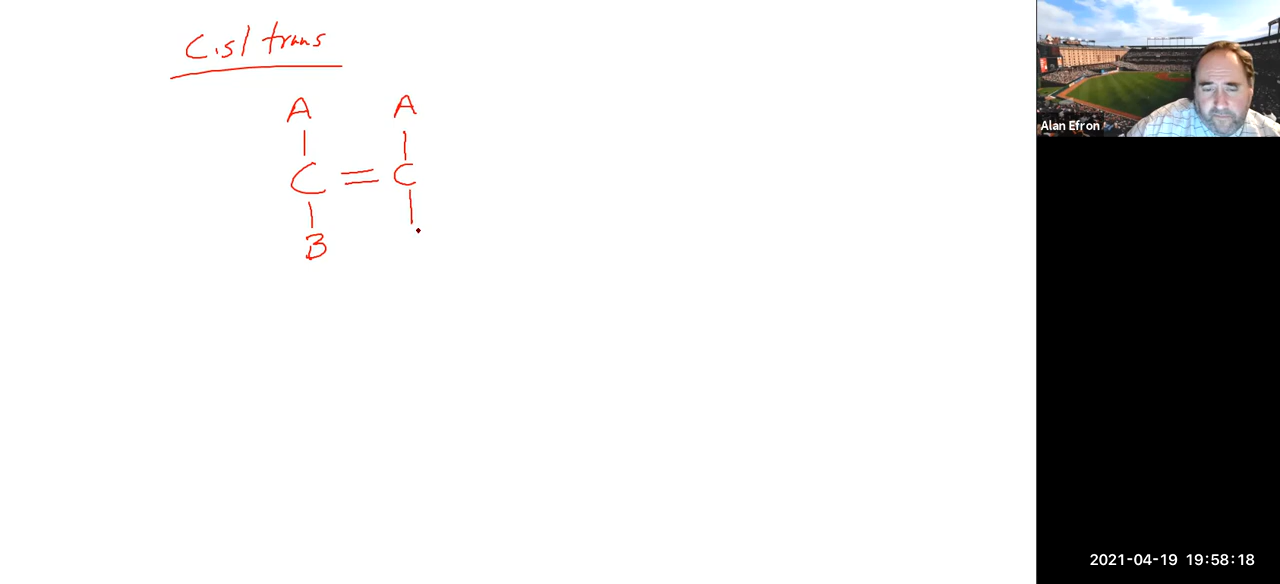 Cis/trans
A A
| |
C = C
| |
B
Alan Efron
2021-04-19 19:58:18